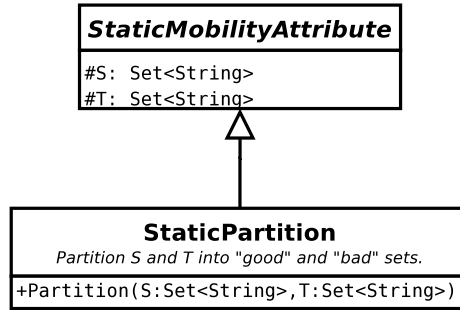 StaticMobilityAttribute
#S: Set<String>
#T: Set<String>
StaticPartition
Partition S and T into "good" and "bad" sets.
+Partition(S:Set<String>,T:Set<String>)